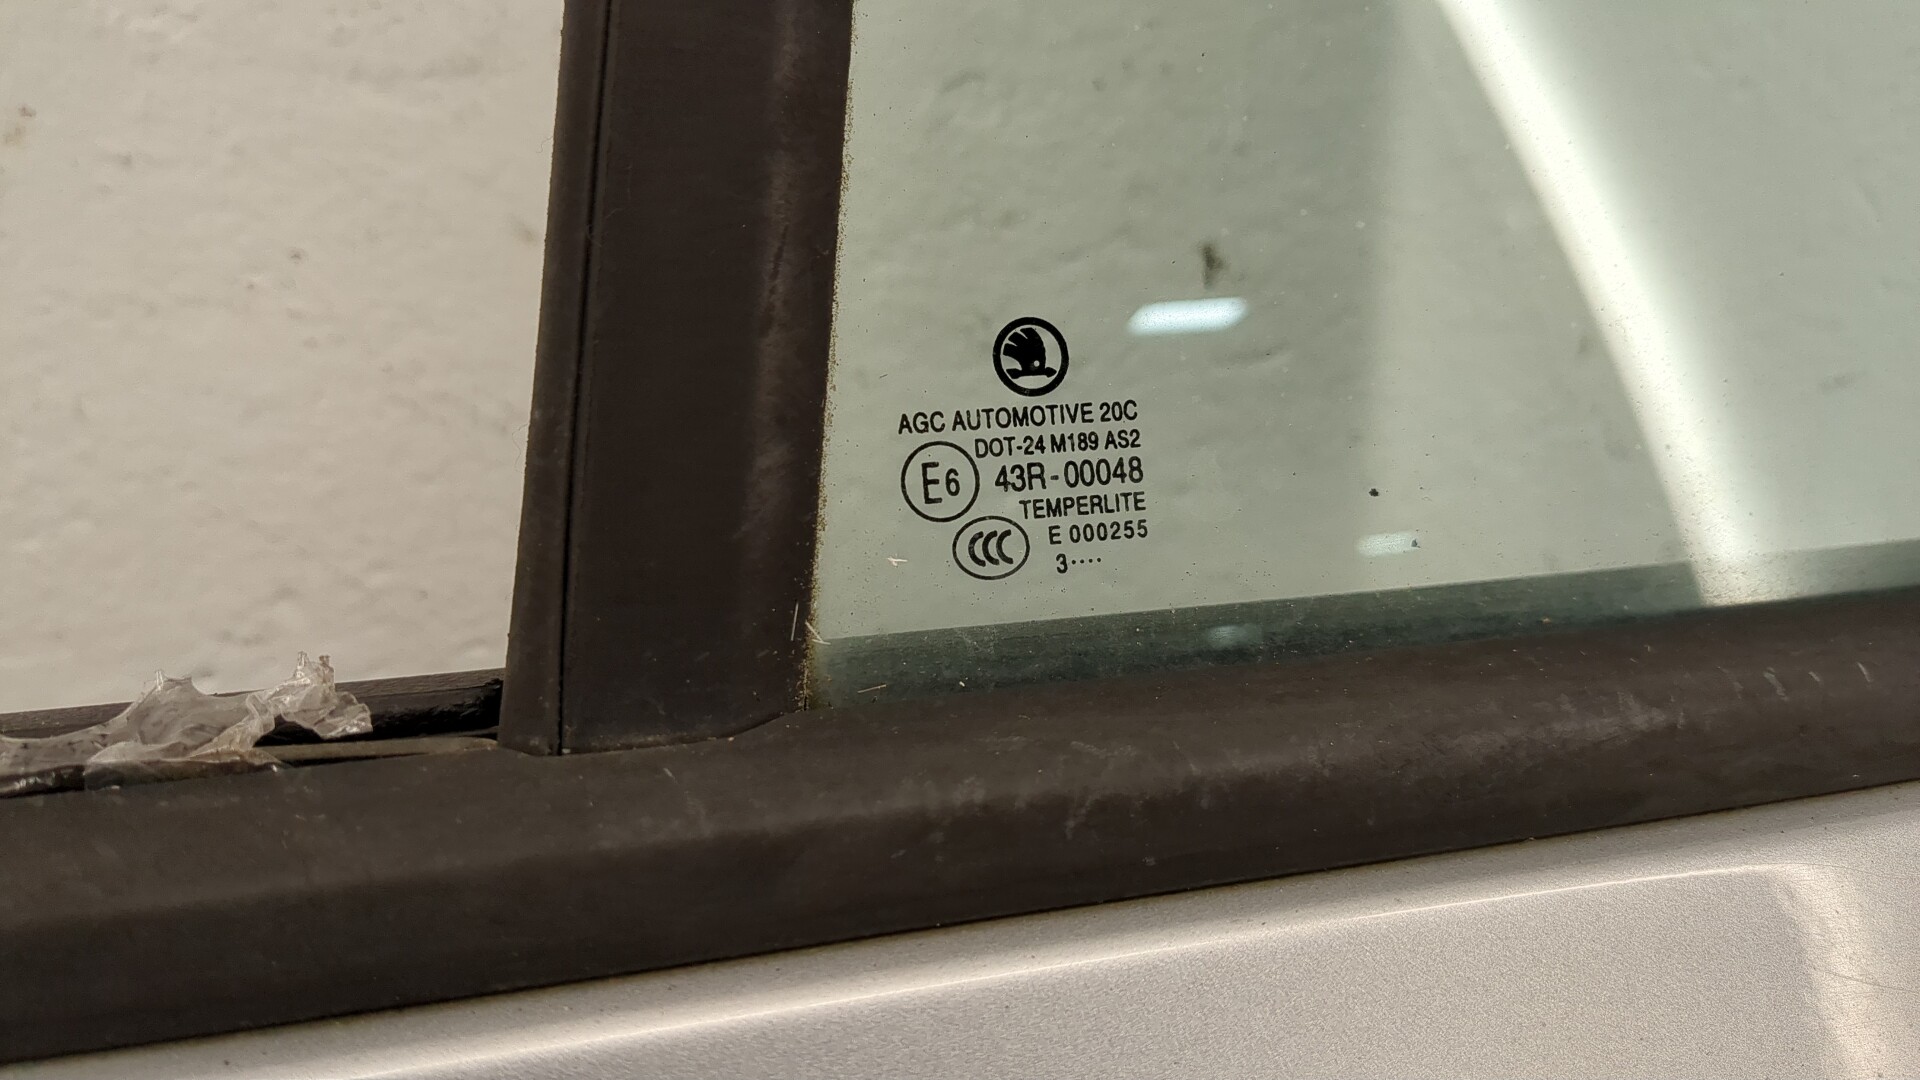 AGC AUTOMOTIVE 20C
DOT-24 M189 AS2
E6 43R-00048
TEMPERLITE
CCC E 000255
3····